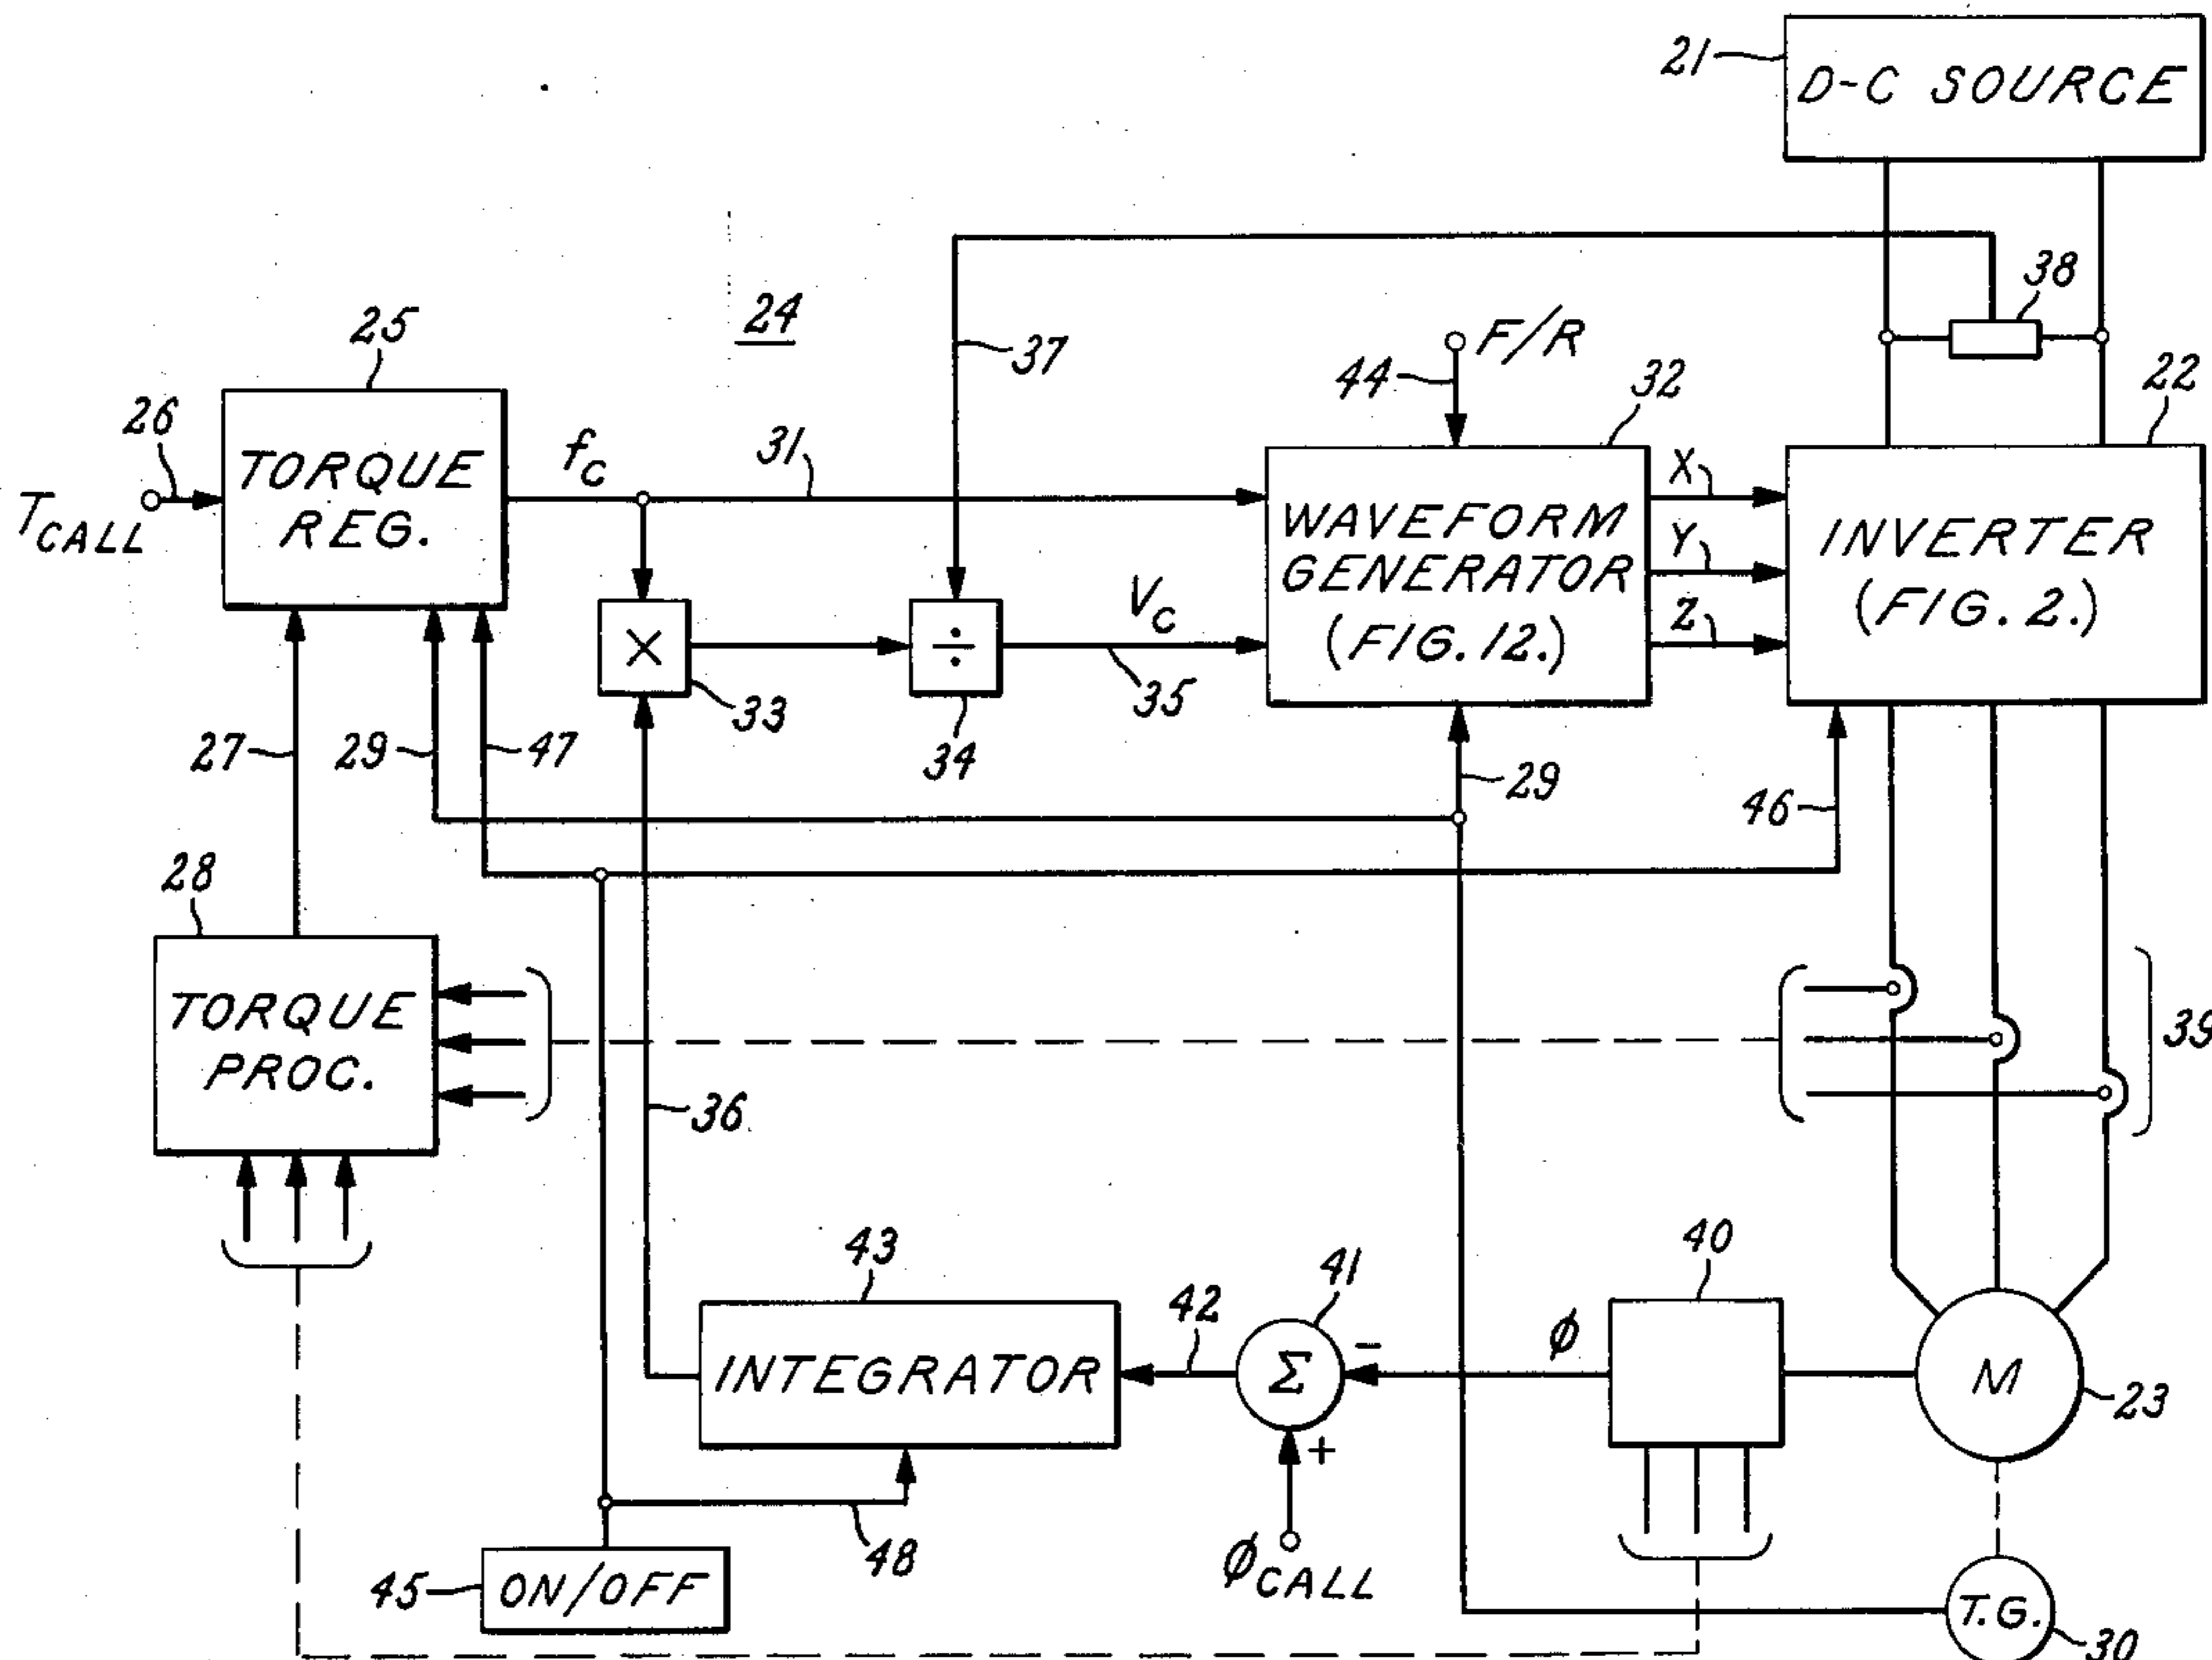 21
D-C SOURCE
38
24
25
37
F/R
44
32
22
26
f_C
31
TORQUE
REG.
T_CALL
X
WAVEFORM
GENERATOR
(FIG. 12.)
Y
INVERTER
(FIG. 2.)
Z
×
÷
V_C
33
34
35
27
29
47
29
46
28
TORQUE
PROC.
39
36
43
41
40
42
INTEGRATOR
Σ
-
ϕ
M
23
+
48
ϕ_CALL
45
ON/OFF
T.G.
30